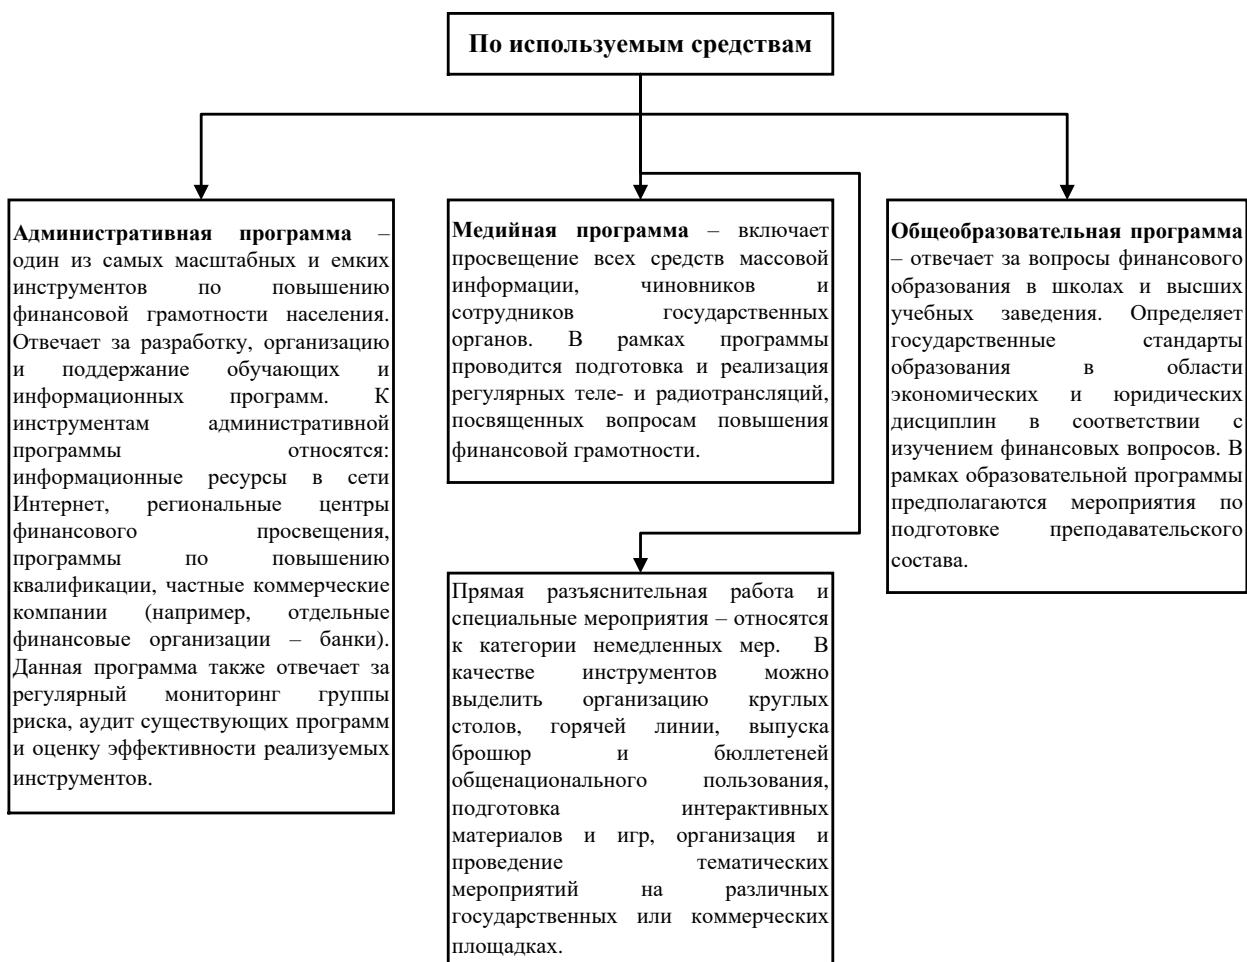 По используемым средствам
Административная программа –
один из самых масштабных и емких
инструментов по повышению
финансовой грамотности населения.
Отвечает за разработку, организацию
и поддержание обучающих и
информационных программ. К
инструментам административной
программы относятся:
информационные ресурсы в сети
Интернет, региональные центры
финансового просвещения,
программы по повышению
квалификации, частные коммерческие
компании (например, отдельные
финансовые организации – банки).
Данная программа также отвечает за
регулярный мониторинг группы
риска, аудит существующих программ
и оценку эффективности реализуемых
инструментов.
Медийная программа – включает
просвещение всех средств массовой
информации, чиновников и
сотрудников государственных
органов. В рамках программы
проводится подготовка и реализация
регулярных теле- и радиотрансляций,
посвященных вопросам повышения
финансовой грамотности.
Общеобразовательная программа
– отвечает за вопросы финансового
образования в школах и высших
учебных заведения. Определяет
государственные стандарты
образования в области
экономических и юридических
дисциплин в соответствии с
изучением финансовых вопросов. В
рамках образовательной программы
предполагаются мероприятия по
подготовке преподавательского
состава.
Прямая разъяснительная работа и
специальные мероприятия – относятся
к категории немедленных мер. В
качестве инструментов можно
выделить организацию круглых
столов, горячей линии, выпуска
брошюр и бюллетеней
общенационального пользования,
подготовка интерактивных
материалов и игр, организация и
проведение тематических
мероприятий на различных
государственных или коммерческих
площадках.